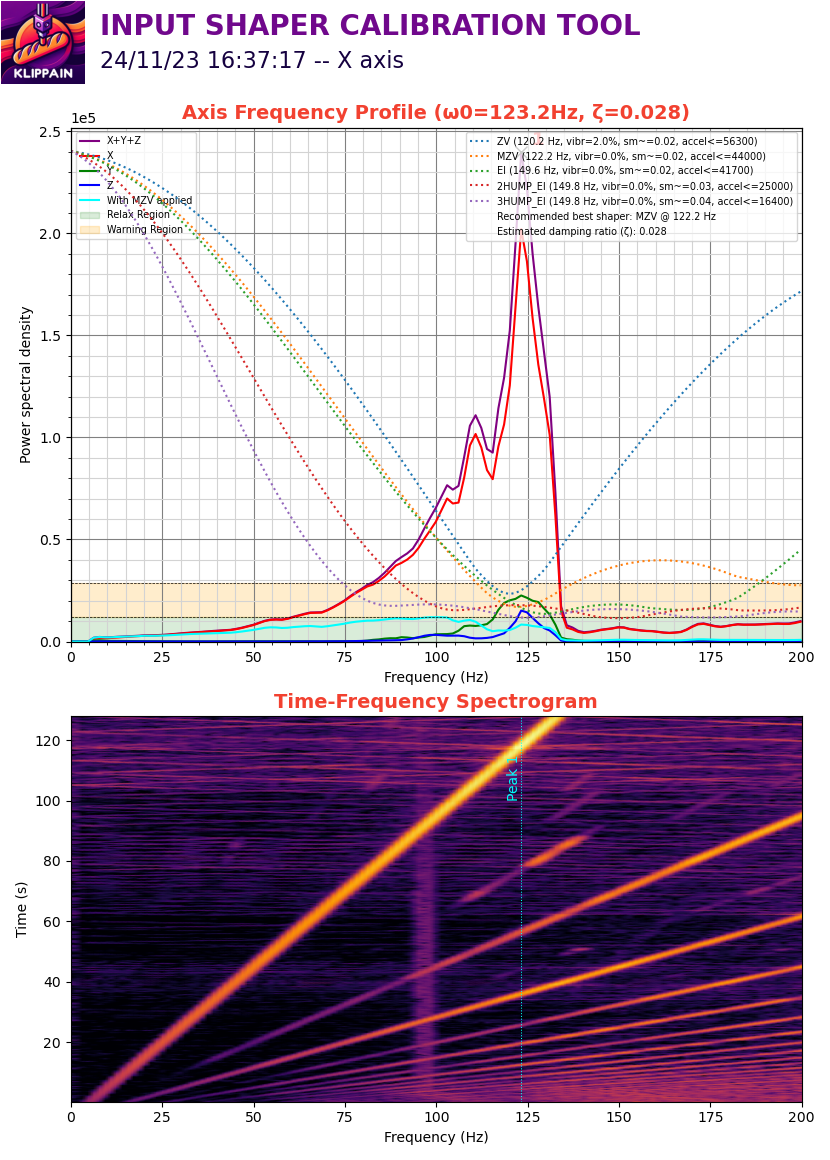 KLIPPAIN
INPUT SHAPER CALIBRATION TOOL
24/11/23 16:37:17 -- X axis
Axis Frequency Profile (ω0=123.2Hz, ζ=0.028)
1e5
2.5
2.0
1.5
1.0
0.5
0.0
Power spectral density
X+Y+Z
X
Y
Z
With MZV applied
Relax Region
Warning Region
1
ZV (120.2 Hz, vibr=2.0%, sm~=0.02, accel<=56300)
MZV (122.2 Hz, vibr=0.0%, sm~=0.02, accel<=44000)
EI (149.6 Hz, vibr=0.0%, sm~=0.02, accel<=41700)
2HUMP_EI (149.8 Hz, vibr=0.0%, sm~=0.03, accel<=25000)
3HUMP_EI (149.8 Hz, vibr=0.0%, sm~=0.04, accel<=16400)
Recommended best shaper: MZV @ 122.2 Hz
Estimated damping ratio (ζ): 0.028
0 25 50 75 100 125 150 175 200
Frequency (Hz)
Time-Frequency Spectrogram
120
100
80
60
40
20
Time (s)
Peak 1
0 25 50 75 100 125 150 175 200
Frequency (Hz)